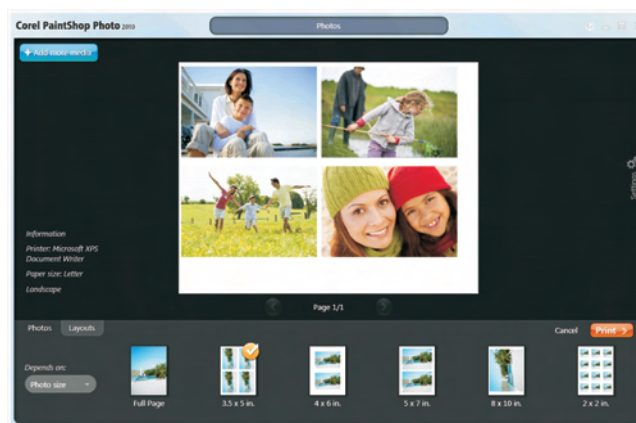 Corel PaintShop Photo 2010
Photos
+ Add more media
Settings
Information
Printer: Microsoft XPS
Document Writer
Paper size: Letter
Landscape
Page 1/1
Photos
Layouts
Cancel
Print >
Depends on:
Photo size
Full Page
3.5 x 5 in.
4 x 6 in.
5 x 7 in.
8 x 10 in.
2 x 2 in.